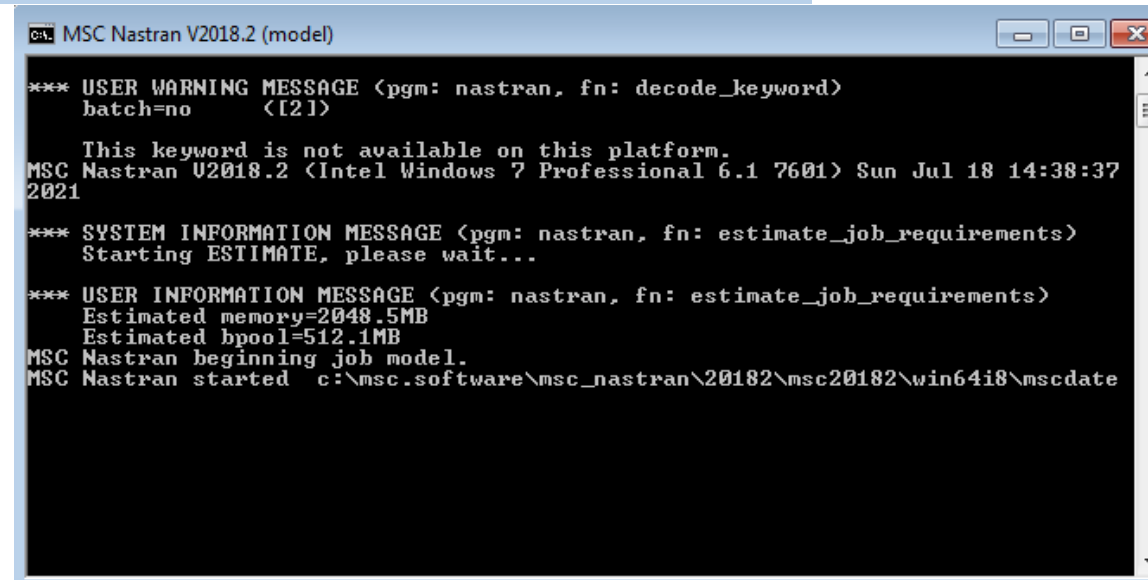 MSC Nastran V2018.2 (model)
*** USER WARNING MESSAGE (pgm: nastran, fn: decode_keyword)
batch=no ([2])
This keyword is not available on this platform.
MSC Nastran V2018.2 (Intel Windows 7 Professional 6.1 7601) Sun Jul 18 14:38:37
2021
*** SYSTEM INFORMATION MESSAGE (pgm: nastran, fn: estimate_job_requirements)
Starting ESTIMATE, please wait...
*** USER INFORMATION MESSAGE (pgm: nastran, fn: estimate_job_requirements)
Estimated memory=2048.5MB
Estimated bpool=512.1MB
MSC Nastran beginning job model.
MSC Nastran started c:\msc.software\msc_nastran\20182\msc20182\win64i8\mscdate